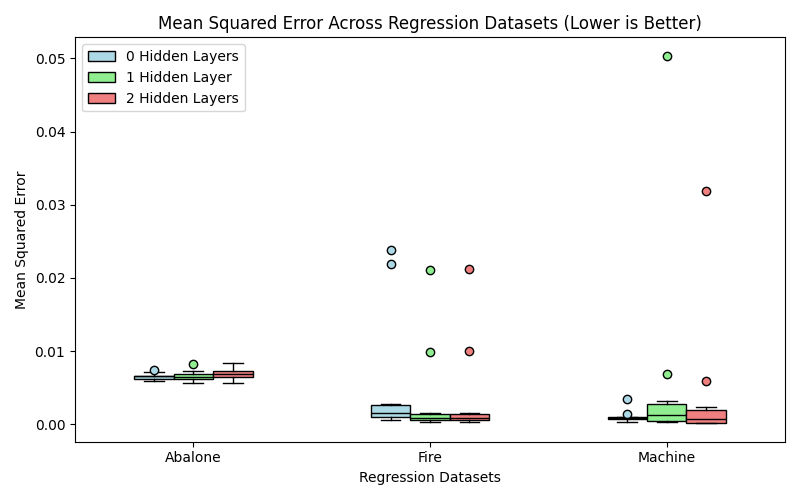 Mean Squared Error Across Regression Datasets (Lower is Better)
0 Hidden Layers
1 Hidden Layer
2 Hidden Layers
Mean Squared Error
0.05
0.04
0.03
0.02
0.01
0.00
Abalone Fire Machine
Regression Datasets